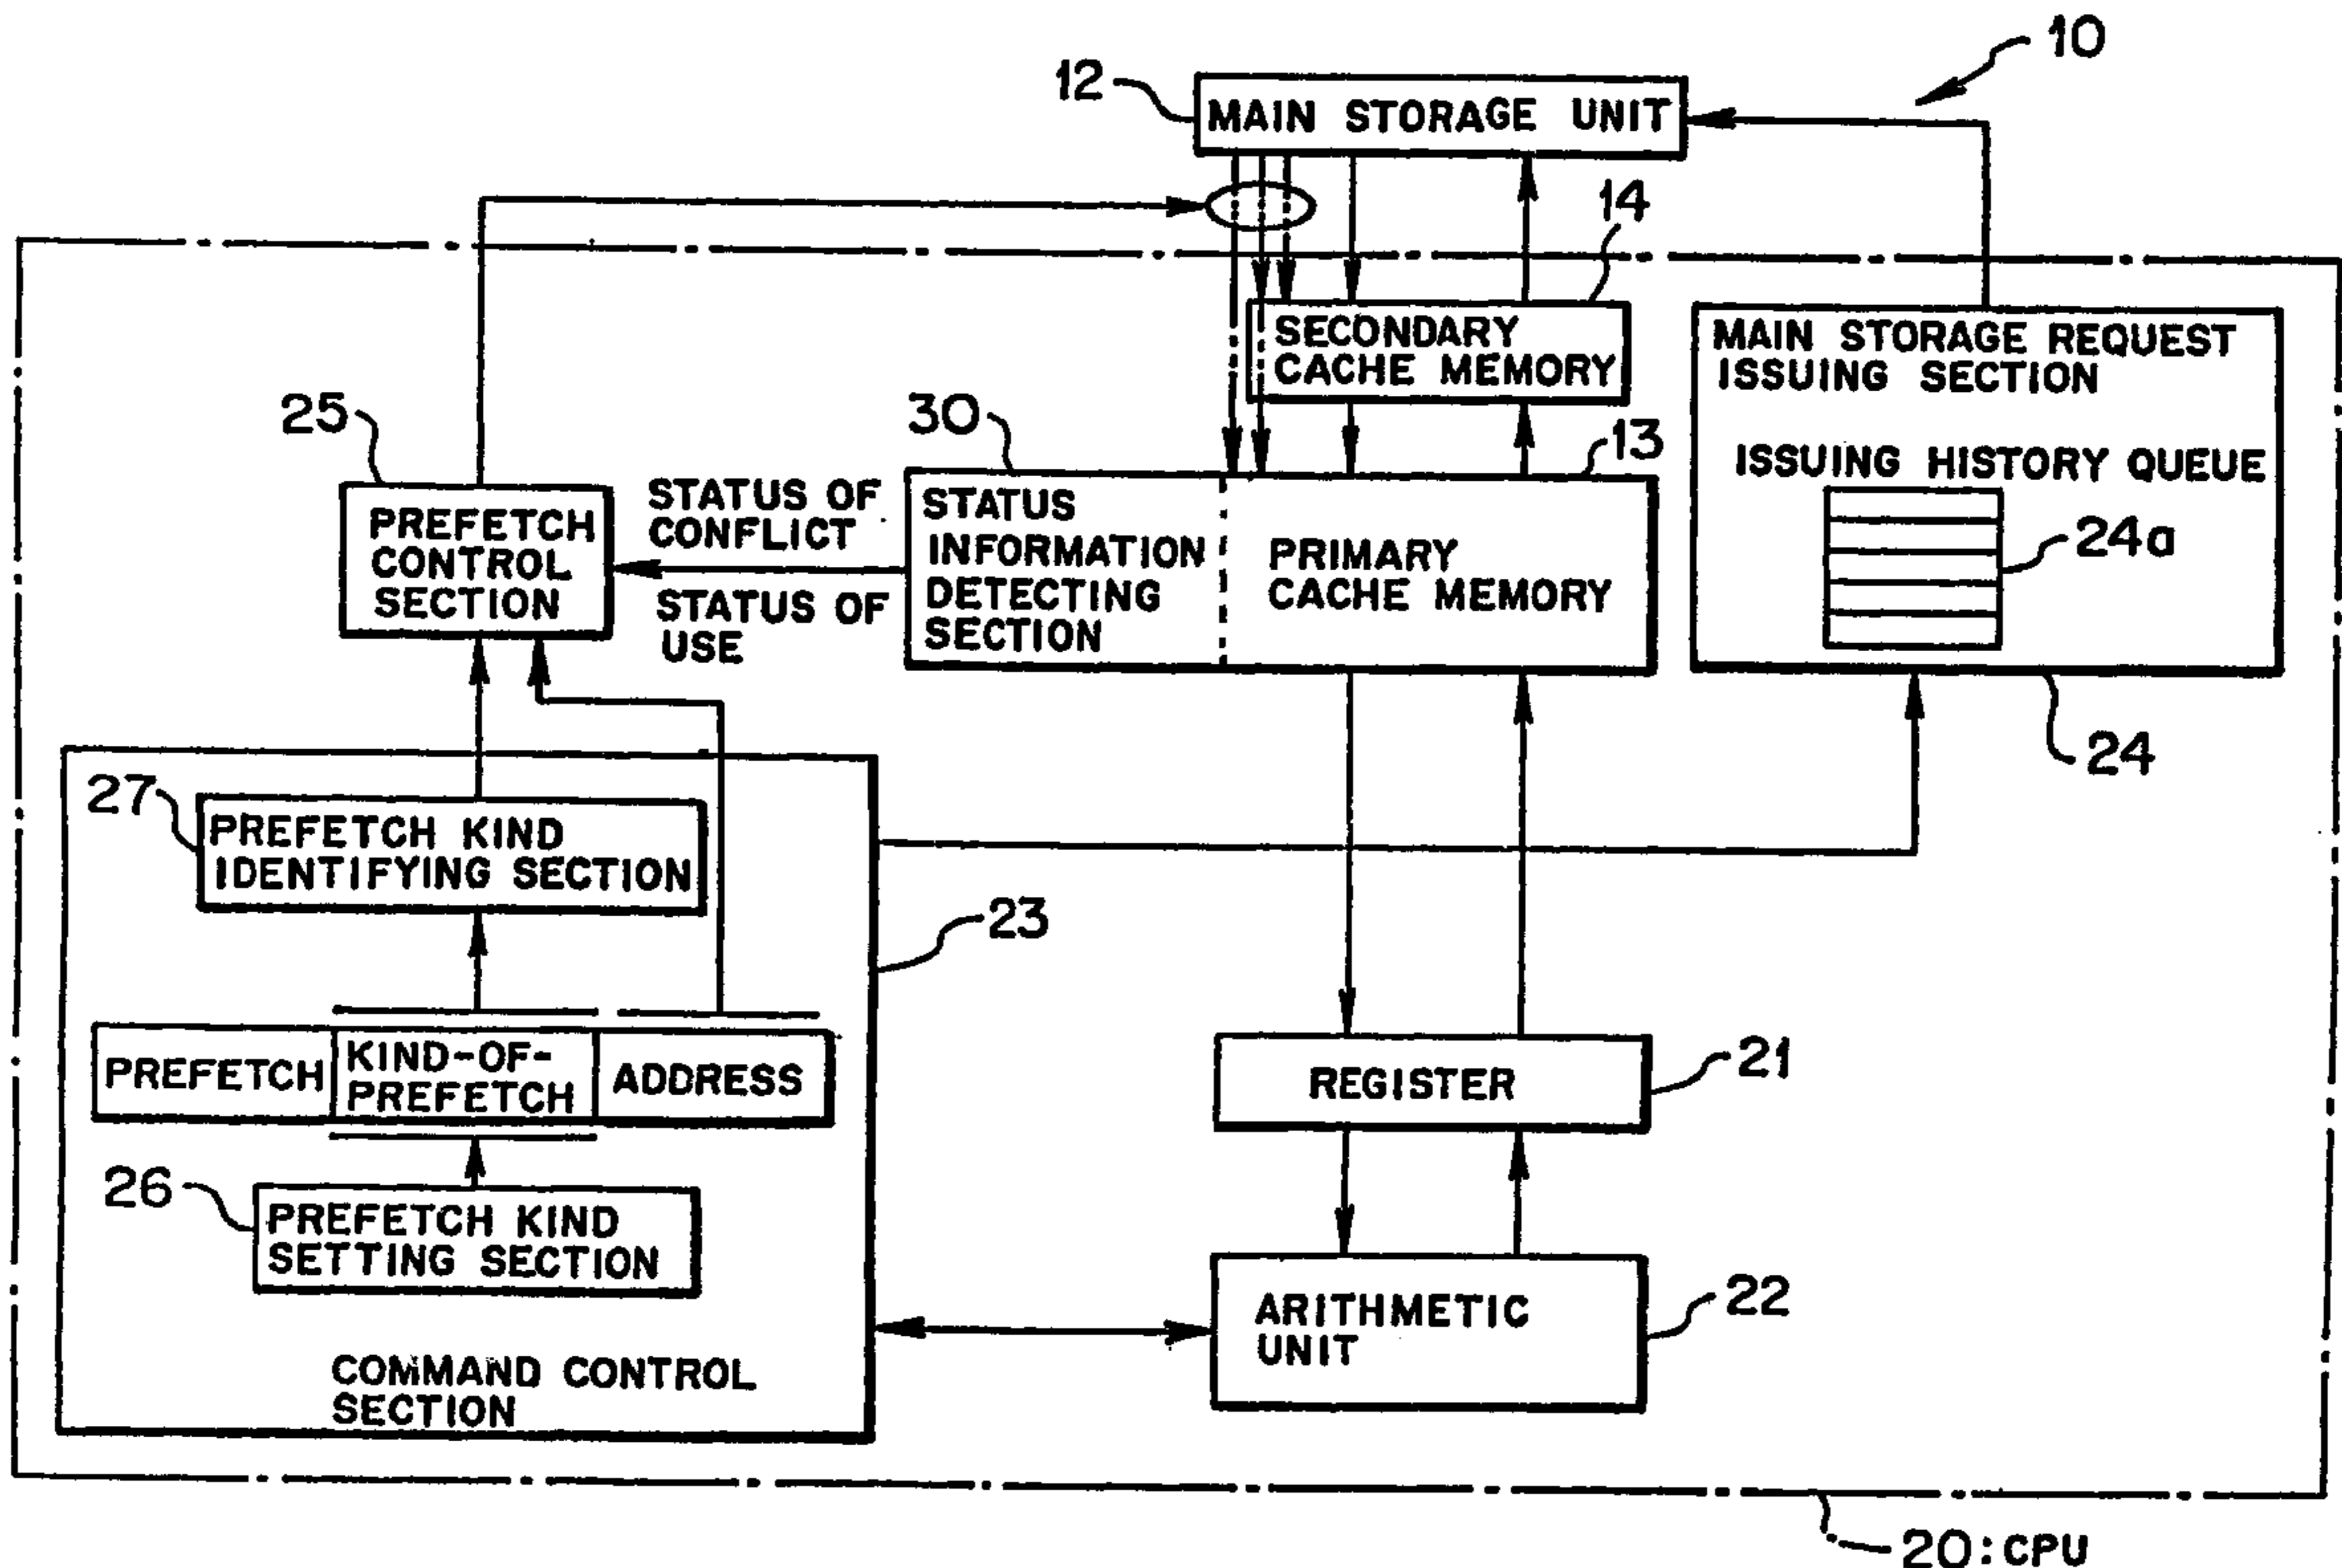 10
12
MAIN STORAGE UNIT
14
SECONDARY
CACHE MEMORY
MAIN STORAGE REQUEST
ISSUING SECTION
ISSUING HISTORY QUEUE
24a
24
25
PREFETCH
CONTROL
SECTION
STATUS OF
CONFLICT
STATUS OF
USE
30
STATUS
INFORMATION
DETECTING
SECTION
13
PRIMARY
CACHE MEMORY
27
PREFETCH KIND
IDENTIFYING SECTION
23
PREFETCH
KIND-OF-
PREFETCH
ADDRESS
26
PREFETCH KIND
SETTING SECTION
COMMAND CONTROL
SECTION
REGISTER
21
ARITHMETIC
UNIT
22
20:CPU